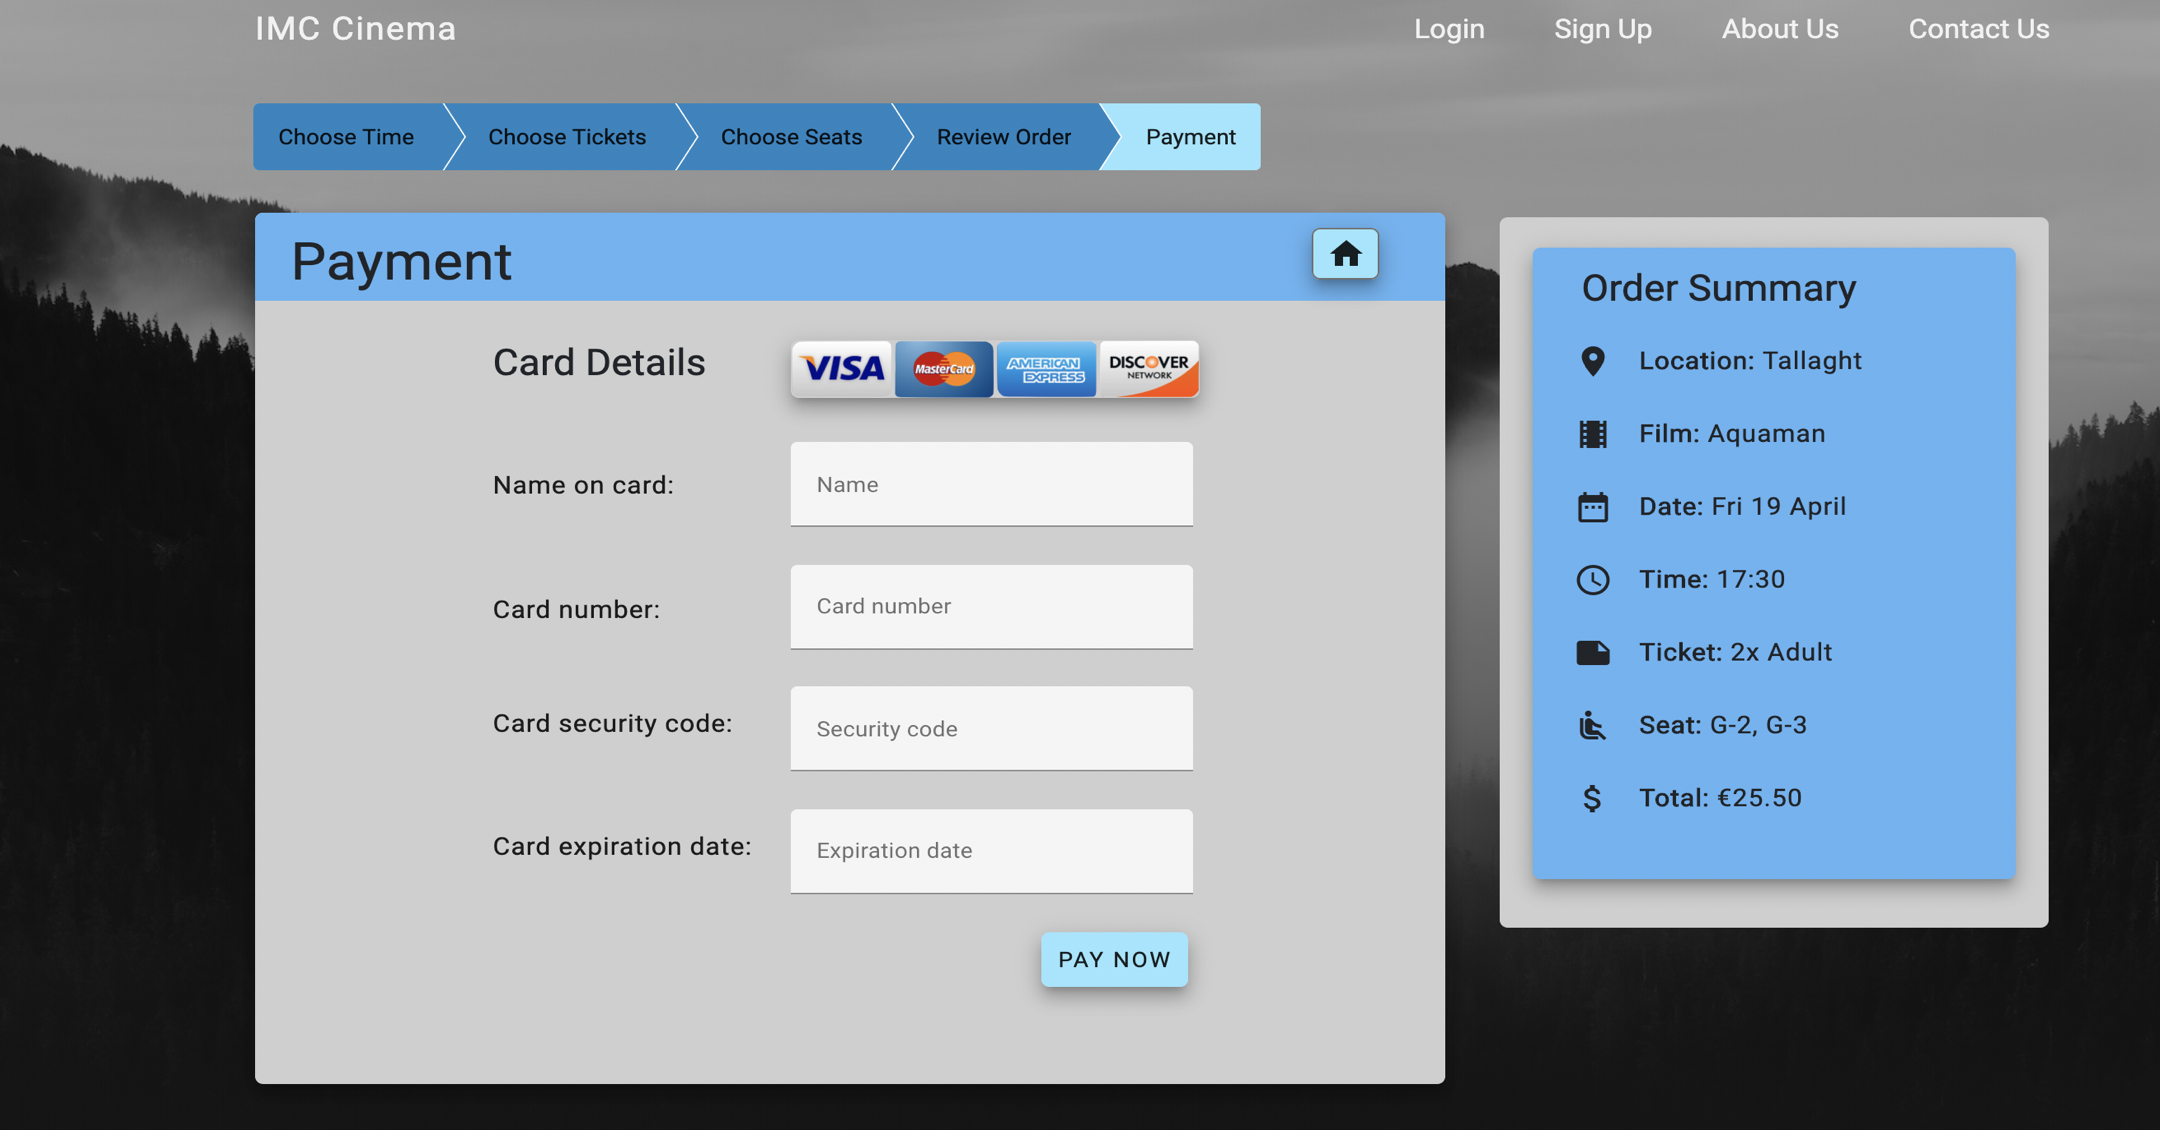 IMC Cinema Login Sign Up About Us Contact Us
Choose Time Choose Tickets Choose Seats Review Order Payment
Payment
Card Details VISA MasterCard AMERICAN EXPRESS DISCOVER NETWORK
Name on card: Name
Card number: Card number
Card security code: Security code
Card expiration date: Expiration date
PAY NOW
Order Summary
Location: Tallaght
Film: Aquaman
Date: Fri 19 April
Time: 17:30
Ticket: 2x Adult
Seat: G-2, G-3
$ Total: €25.50